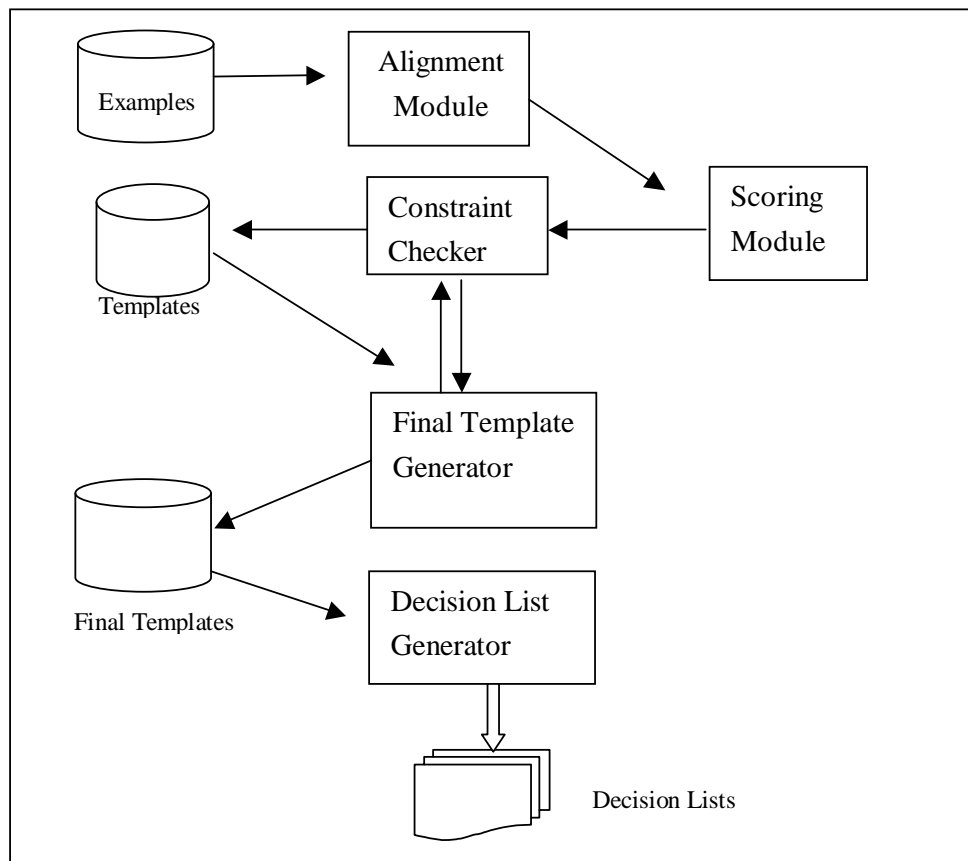 Examples
Alignment
Module
Scoring
Module
Constraint
Checker
Templates
Final Template
Generator
Final Templates
Decision List
Generator
Decision Lists